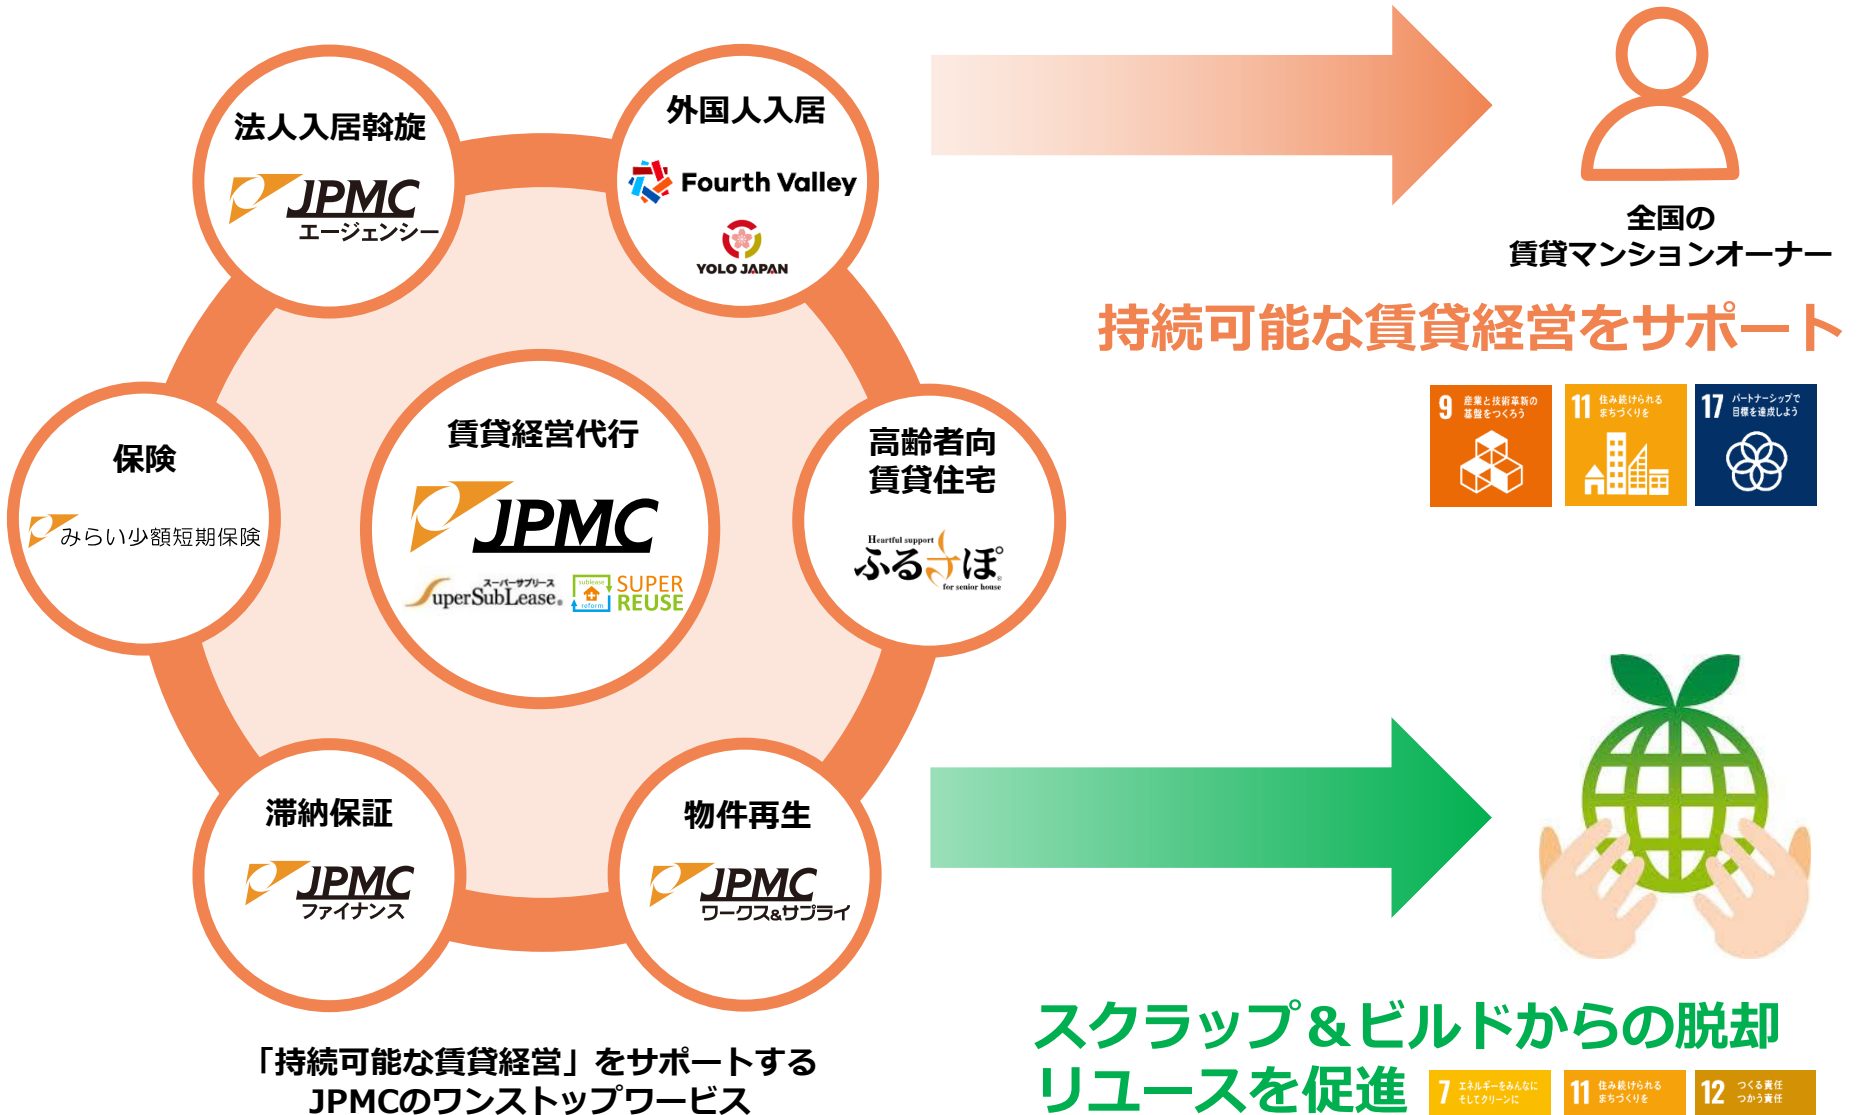 法人入居斡旋
JPMC
エージェンシー
外国人入居
Fourth Valley
YOLO JAPAN
保険
みらい少額短期保険
賃貸経営代行
JPMC
スーパーサブリース
SuperSubLease®
sublease
reform
SUPER
REUSE
高齢者向
賃貸住宅
Heartful support
ふるさぽ®
for senior house
滞納保証
JPMC
ファイナンス
物件再生
JPMC
ワークス&サプライ
「持続可能な賃貸経営」をサポートする
JPMCのワンストップワービス
全国の
賃貸マンションオーナー
持続可能な賃貸経営をサポート
9 産業と技術革新の
基盤をつくろう
11 住み続けられる
まちづくりを
17 パートナーシップで
目標を達成しよう
スクラップ&ビルドからの脱却
リユースを促進
7 エネルギーをみんなに
そしてクリーンに
11 住み続けられる
まちづくりを
12 つくる責任
つかう責任